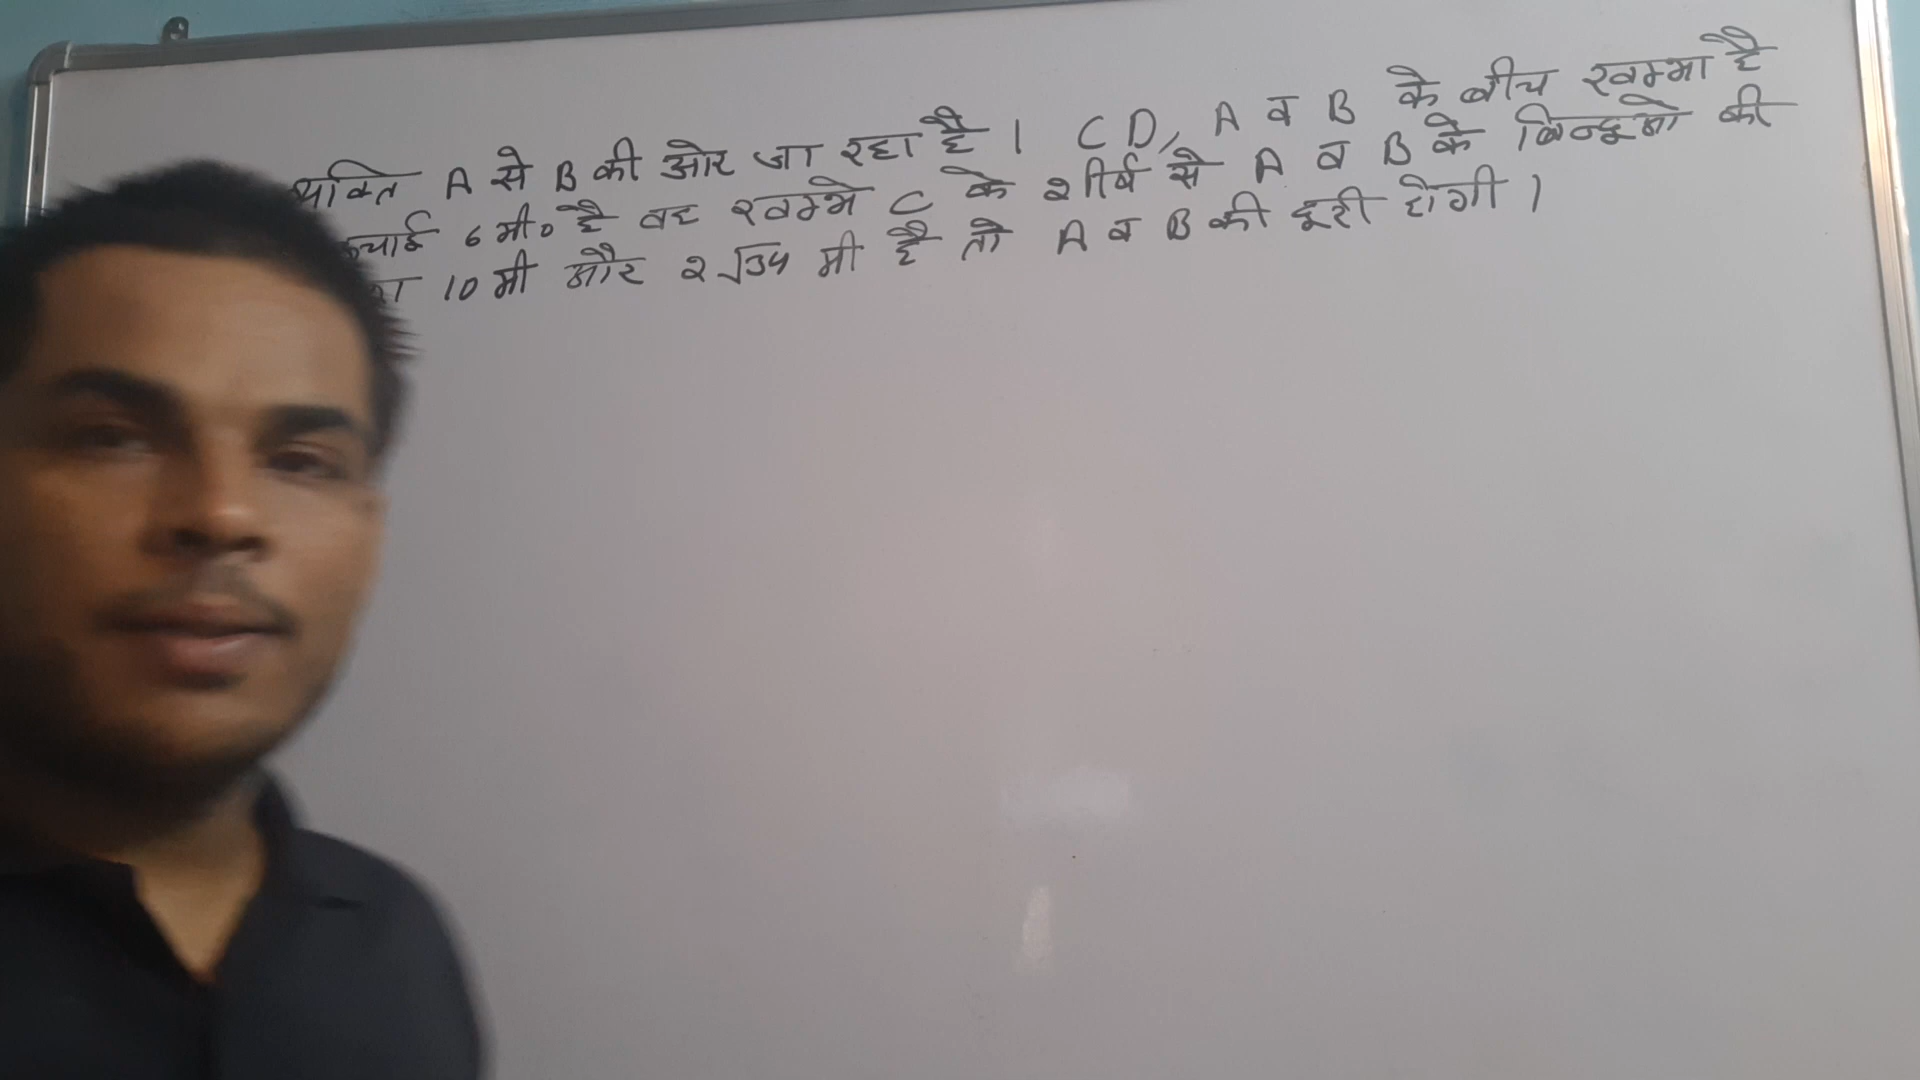 व्यक्ति A से B की ओर जा रहा है । CD, A व B के बीच खम्भा है
6 मी० है वह खम्भे C के शीर्ष से A व B के बिन्दुओ की
10 मी और 2√34 मी है तो A व B की दूरी होगी ।